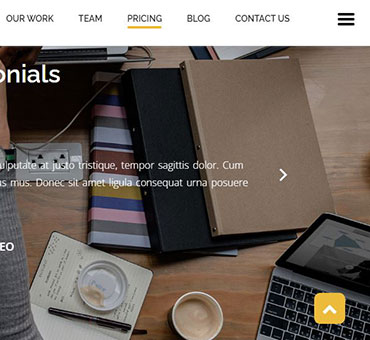 OUR WORK TEAM PRICING BLOG CONTACT US
onials
ulputate at justo tristique, tempor sagittis dolor. Cum
us mus. Donec sit amet ligula consequat urna posuere
EO